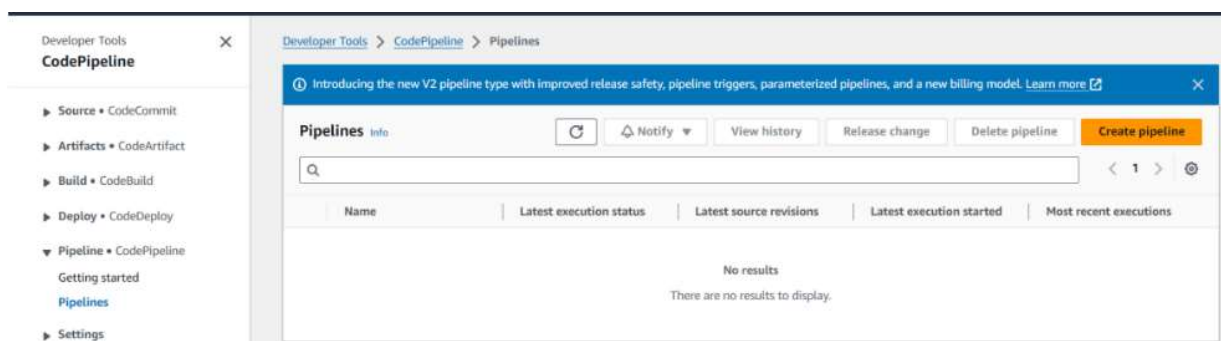 Developer Tools
CodePipeline
Source • CodeCommit
Artifacts • CodeArtifact
Build • CodeBuild
Deploy • CodeDeploy
Pipeline • CodePipeline
Getting started
Pipelines
Settings
Developer Tools > CodePipeline > Pipelines
Introducing the new V2 pipeline type with improved release safety, pipeline triggers, parameterized pipelines, and a new billing model. Learn more
Pipelines Info Notify View history Release change Delete pipeline Create pipeline
< 1 >
Name Latest execution status Latest source revisions Latest execution started Most recent executions
No results
There are no results to display.